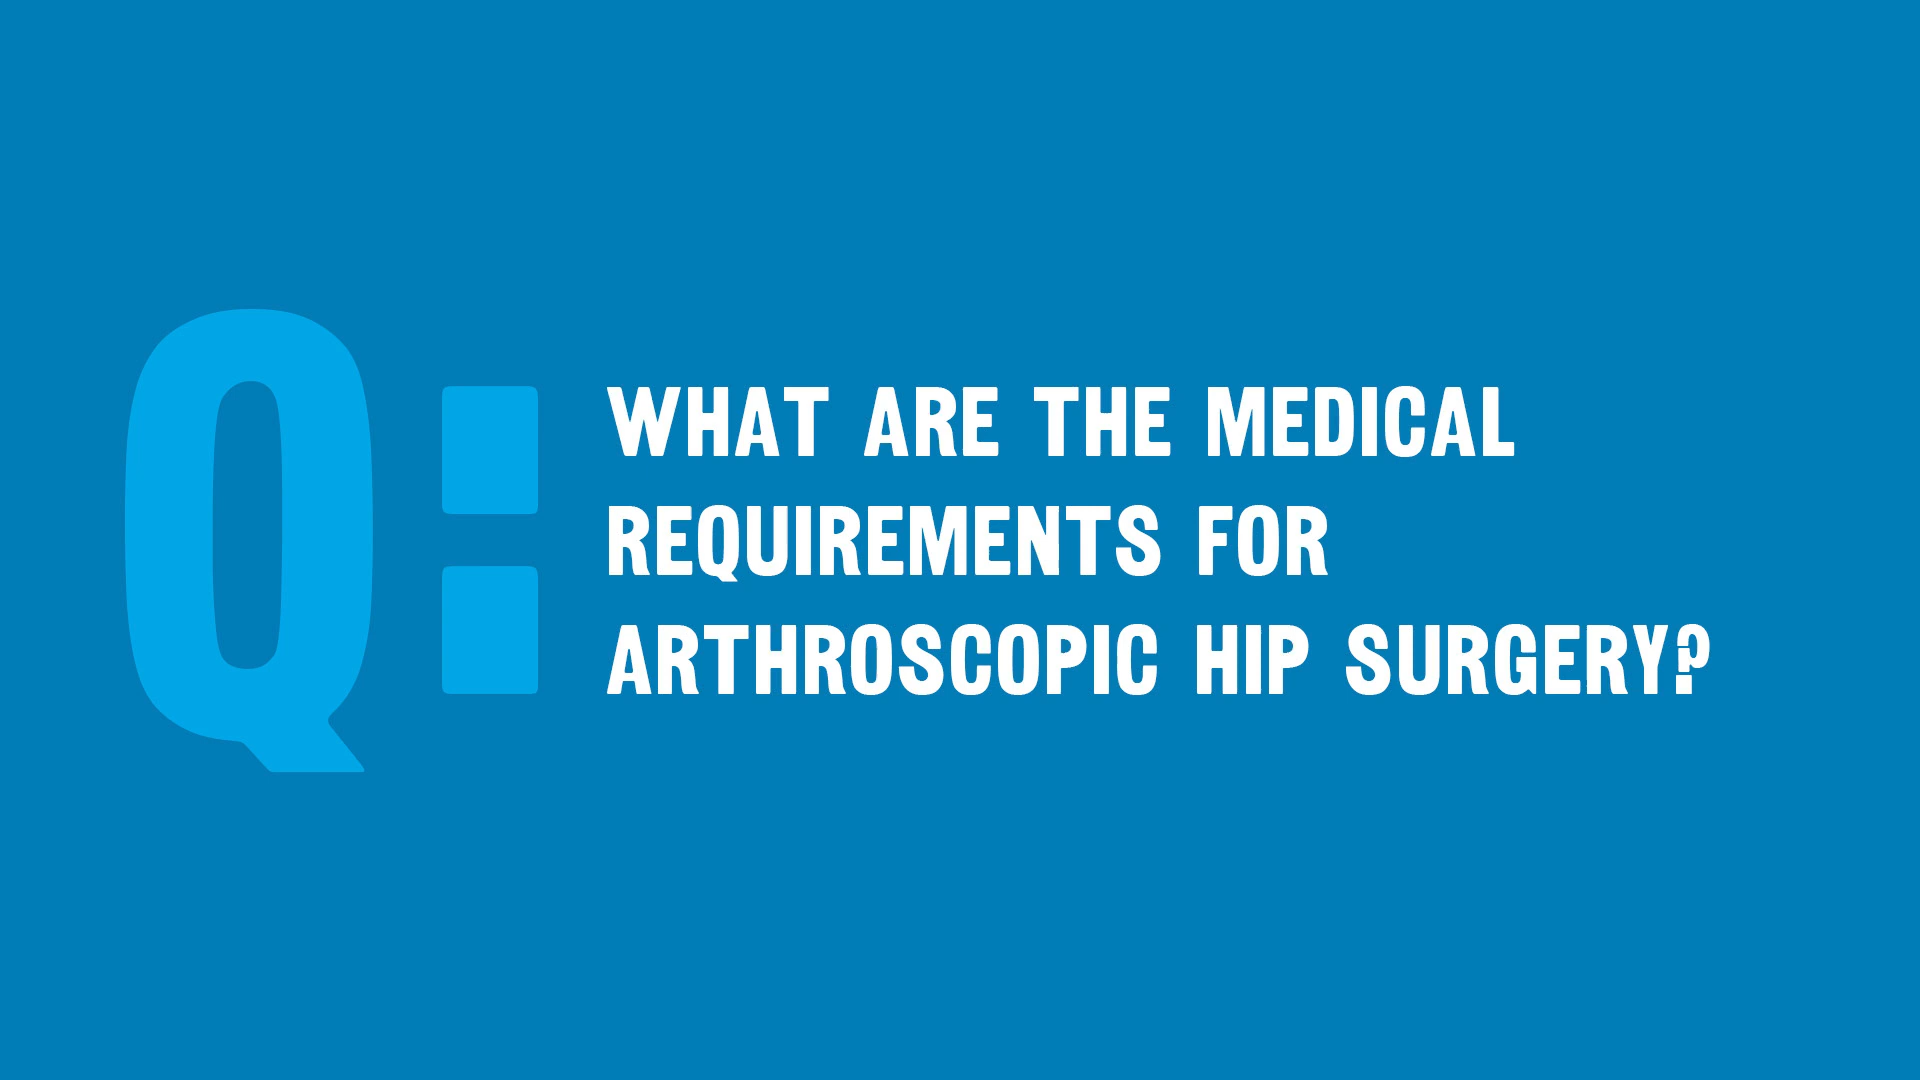 Q:
WHAT ARE THE MEDICAL
REQUIREMENTS FOR
ARTHROSCOPIC HIP SURGERY?